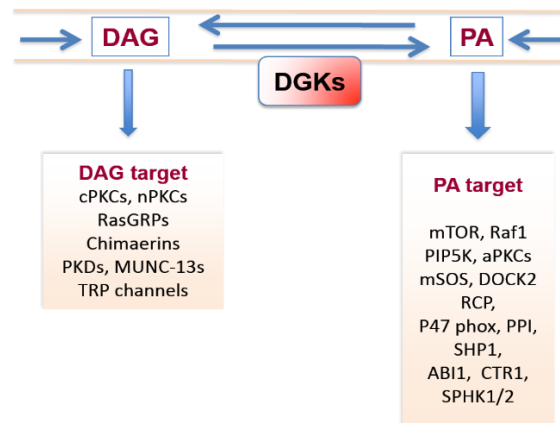 DAG
PA
DGKs
DAG target
cPKCs, nPKCs
RasGRPs
Chimaerins
PKDs, MUNC-13s
TRP channels
PA target
mTOR, Raf1
PIP5K, aPKCs
mSOS, DOCK2
RCP,
P47 phox, PPI,
SHP1,
ABI1, CTR1,
SPHK1/2